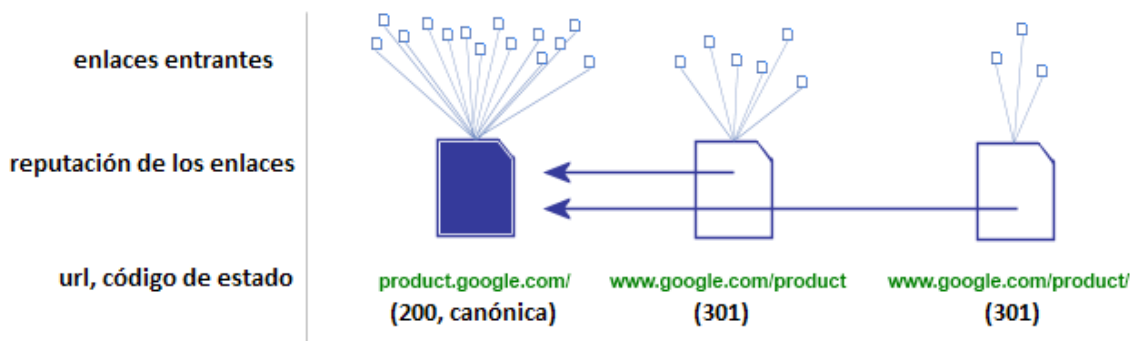 enlaces entrantes
reputación de los enlaces
url, código de estado
product.google.com/ www.google.com/product www.google.com/product/
(200, canónica) (301) (301)